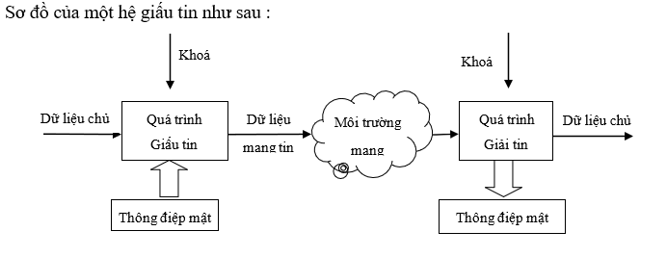 Sơ đồ của một hệ giấu tin như sau :
Khoá
Khoá
Dữ liệu chủ
Quá trình
Giấu tin
Dữ liệu
mang tin
Môi trường
mang
Quá trình
Giải tin
Dữ liệu chủ
Thông điệp mật
Thông điệp mật